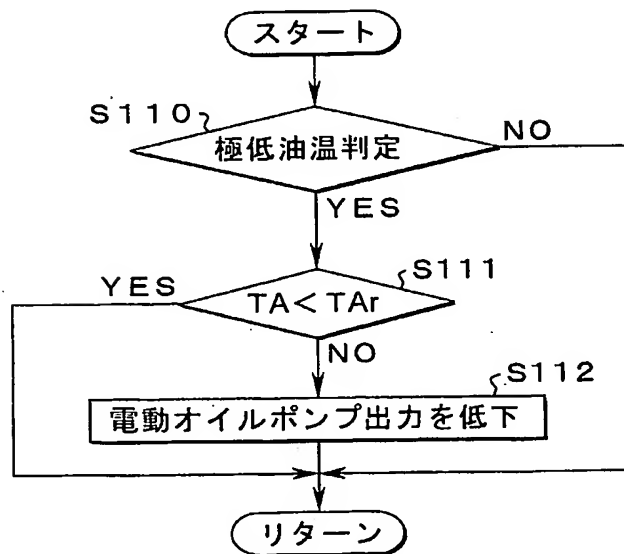 スタート
S110
極低油温判定
NO
YES
S111
YES
TA<TAr
NO
S112
電動オイルポンプ出力を低下
リターン